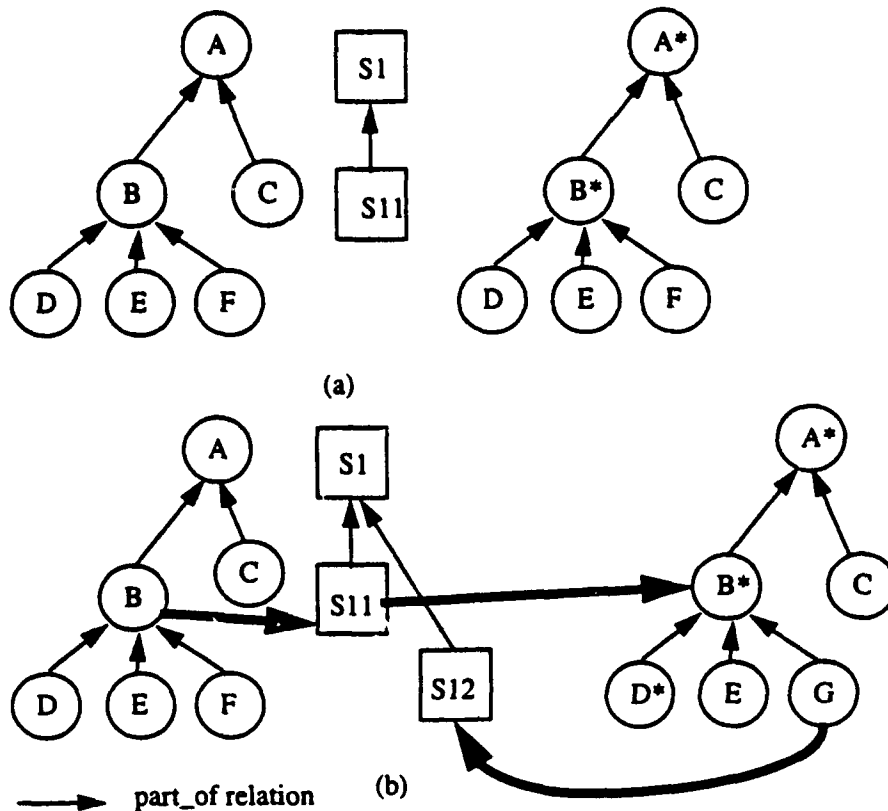 A
S1
A*
B
C
S11
B*
C
D
E
F
D
E
F
(a)
A
S1
A*
B
C
S11
B*
C
D
E
F
S12
D*
E
G
part_of relation
(b)